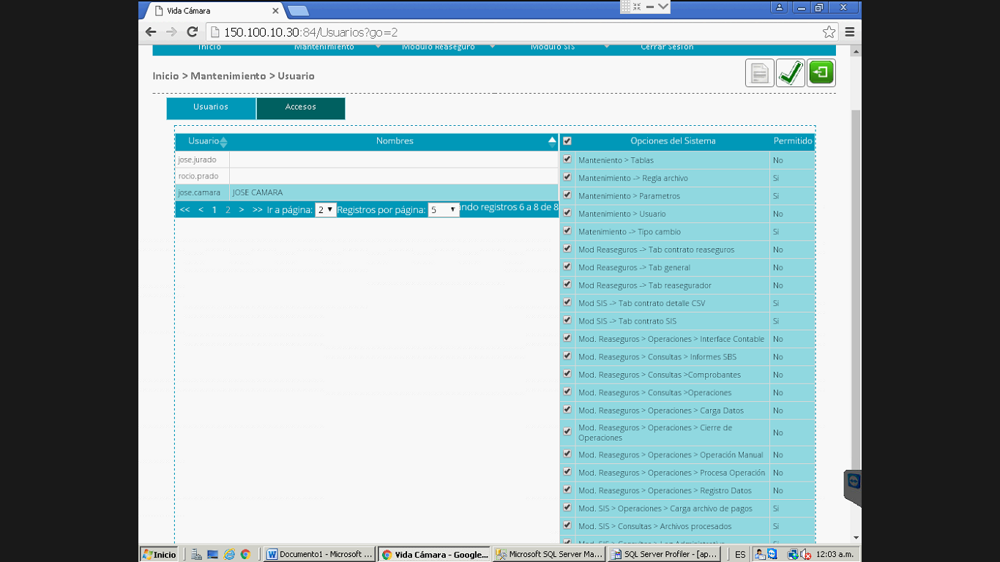 Vida Cámara
150.100.10.30:84/Usuarios?go=2
Inicio Mantenimiento Modulo Reaseguro Modulo SIS Cerrar Sesión
Inicio > Mantenimiento > Usuario
Usuarios Accesos
Usuario Nombres
jose.jurado
rocio.prado
jose.camara JOSE CAMARA
<< < 1 2 > >> Ir a página: 2 Registros por página: 5 ndo registros 6 a 8 de 8
Opciones del Sistema Permitido
Manteniento > Tablas No
Mantenimiento -> Regla archivo Si
Mantenimiento > Parametros Si
Mantenimiento > Usuario No
Matenimiento -> Tipo cambio Si
Mod Reaseguros -> Tab contrato reaseguros No
Mod Reaseguros -> Tab general No
Mod Reaseguros -> Tab reasegurador No
Mod SIS -> Tab contrato detalle CSV Si
Mod SIS -> Tab contrato SIS Si
Mod. Reaseguros > Operaciones > Interface Contable No
Mod. Reaseguros > Consultas > Informes SBS No
Mod. Reaseguros > Consultas >Comprobantes No
Mod. Reaseguros > Consultas >Operaciones No
Mod. Reaseguros > Operaciones > Carga Datos No
Mod. Reaseguros > Operaciones > Cierre de
Operaciones No
Mod. Reaseguros > Operaciones > Operación Manual No
Mod. Reaseguros > Operaciones > Procesa Operación No
Mod. Reaseguros > Operaciones > Registro Datos No
Mod. SIS > Operaciones > Carga archivo de pagos Si
Mod. SIS > Consultas > Archivos procesados Si
Inicio Documento1 - Microsoft ... Vida Cámara - Google... Microsoft SQL Server Ma... SQL Server Profiler - [ap... ES 12:03 a.m.